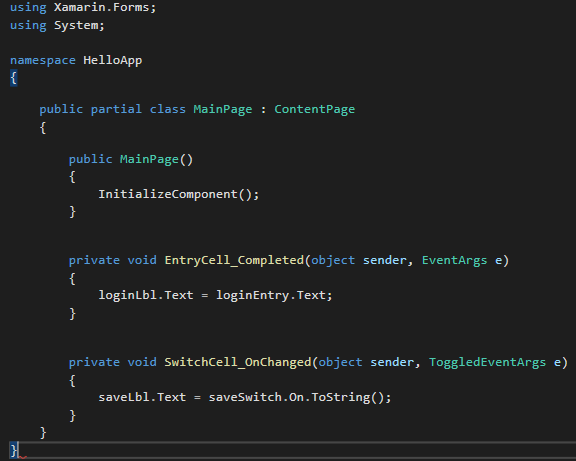 using Xamarin.Forms;
using System;
namespace HelloApp
{
public partial class MainPage : ContentPage
{
public MainPage()
{
InitializeComponent();
}
private void EntryCell_Completed(object sender, EventArgs e)
{
loginLbl.Text = loginEntry.Text;
}
private void SwitchCell_OnChanged(object sender, ToggledEventArgs e)
{
saveLbl.Text = saveSwitch.On.ToString();
}
}
}